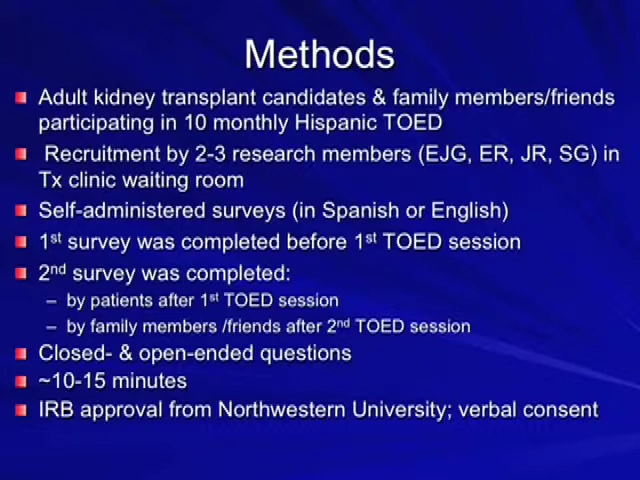 Methods
Adult kidney transplant candidates & family members/friends
participating in 10 monthly Hispanic TOED
Recruitment by 2-3 research members (EJG, ER, JR, SG) in
Tx clinic waiting room
Self-administered surveys (in Spanish or English)
1st survey was completed before 1st TOED session
2nd survey was completed:
– by patients after 1st TOED session
– by family members /friends after 2nd TOED session
Closed- & open-ended questions
~10-15 minutes
IRB approval from Northwestern University; verbal consent